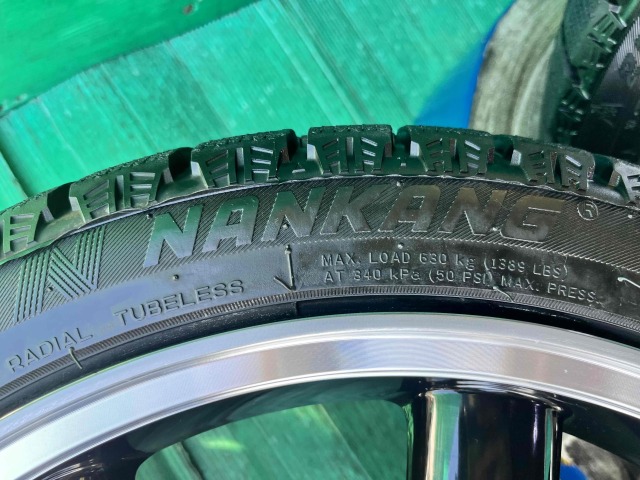 N NANKANG®
MAX. LOAD 630 Kg (1389 LBS)
AT 340 kPa (50 PSI) MAX. PRESS.
RADIAL TUBELESS